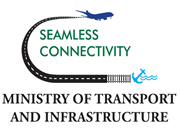 SEAMLESS
CONNECTIVITY
MINISTRY OF TRANSPORT
AND INFRASTRUCTURE